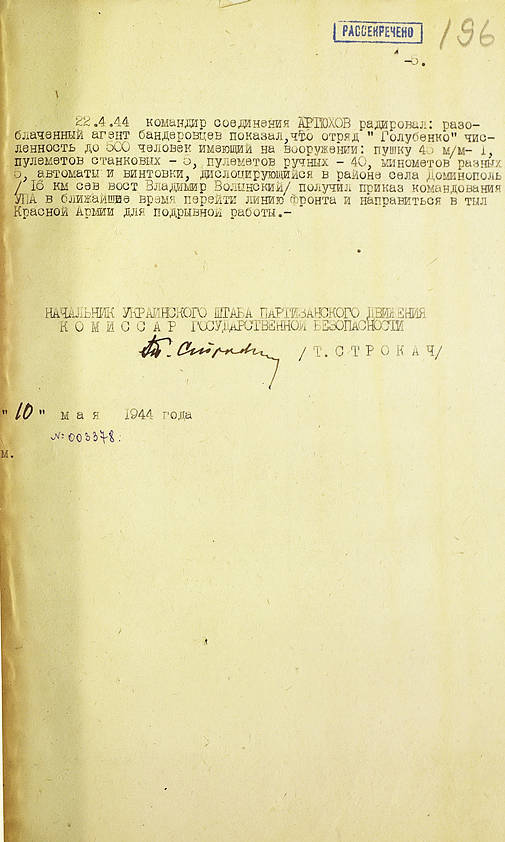 РАССЕКРЕЧЕНО
196
-5.
22.4.44 командир соединения АРТЮХОВ радировал: разо-
блаченный агент бандеровцев показал,что отряд " Голубенко" чис-
ленность до 500 человек имеющий на вооружении: пушку 45 м/м- 1,
пулеметов станковых - 5, пулеметов ручных - 40, минометов разных
5, автоматы и винтовки, дислоцирующийся в районе села Доминополь
/ 16 км сев вост Владимир Волынский/ получил приказ командования
УПА в ближайшие время перейти линию фронта и направиться в тыл
Красной Армии для подрывной работы.-
НАЧАЛЬНИК УКРАИНСКОГО ШТАБА ПАРТИЗАНСКОГО ДВИЖЕНИЯ
К О М И С С А Р ГОСУДАРСТВЕННОЙ БЕЗОПАСНОСТИ
Т. Строкач /Т. С Т Р О К А Ч/
"10" м а я 1944 года
№ 003378.
м.